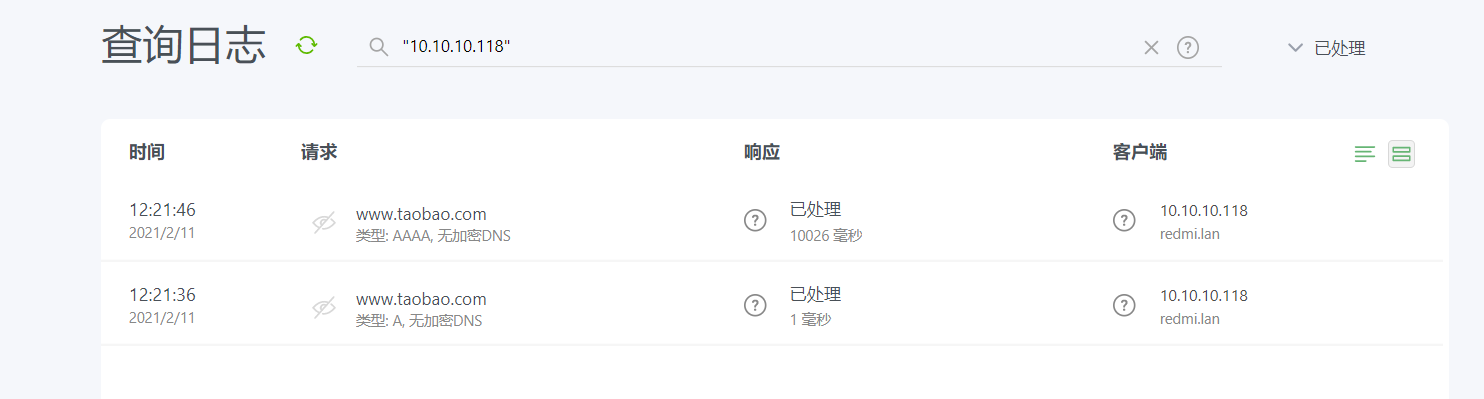 查询日志 "10.10.10.118" 已处理
时间 请求 响应 客户端
12:21:46 www.taobao.com 已处理 10.10.10.118
2021/2/11 类型: AAAA, 无加密DNS 10026 毫秒 redmi.lan
12:21:36 www.taobao.com 已处理 10.10.10.118
2021/2/11 类型: A, 无加密DNS 1 毫秒 redmi.lan